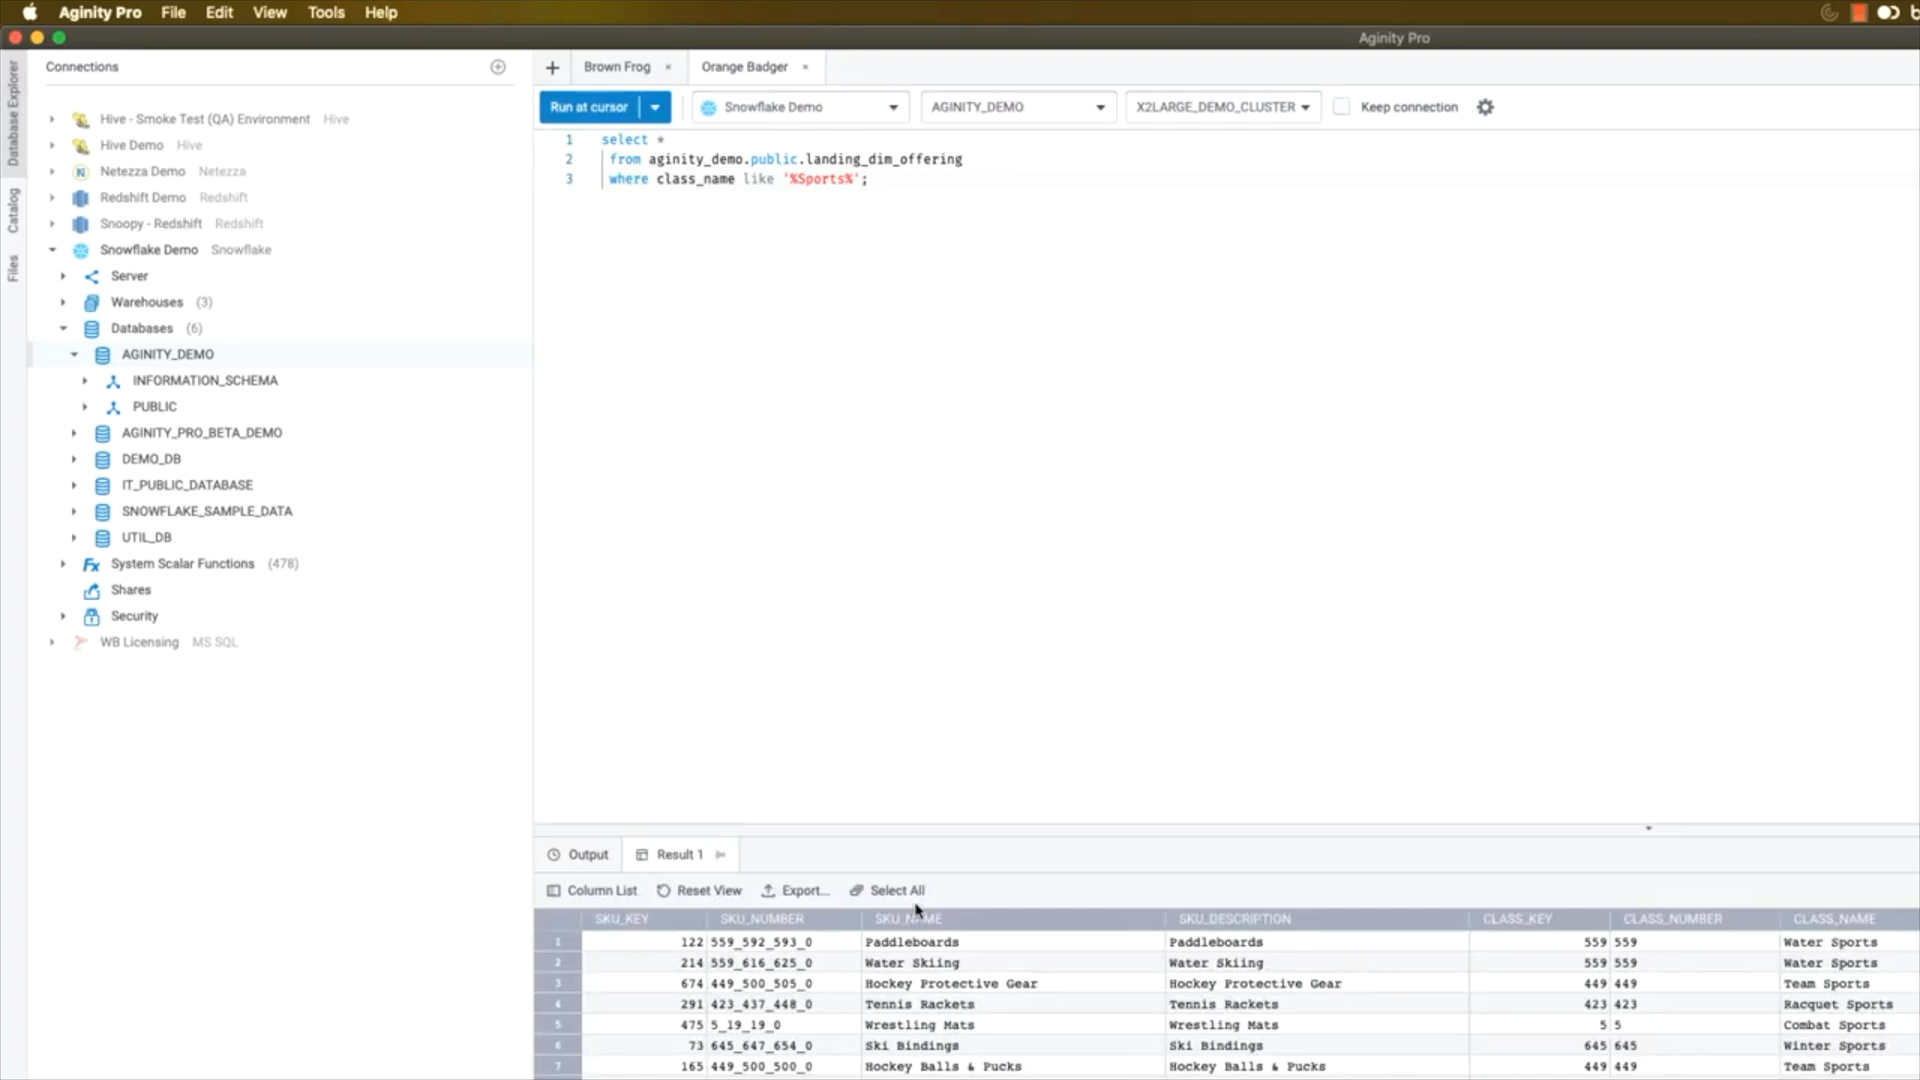 Aginity Pro File Edit View Tools Help
Aginity Pro
Database Explorer
Catalog
Files
Connections
Hive - Smoke Test (QA) Environment Hive
Hive Demo Hive
Netezza Demo Netezza
Redshift Demo Redshift
Snoopy - Redshift Redshift
Snowflake Demo Snowflake
Server
Warehouses (3)
Databases (6)
AGINITY_DEMO
INFORMATION_SCHEMA
PUBLIC
AGINITY_PRO_BETA_DEMO
DEMO_DB
IT_PUBLIC_DATABASE
SNOWFLAKE_SAMPLE_DATA
UTIL_DB
Fx System Scalar Functions (478)
Shares
Security
WB Licensing MS SQL
+ Brown Frog × Orange Badger ×
Run at cursor Snowflake Demo AGINITY_DEMO X2LARGE_DEMO_CLUSTER Keep connection
1 select *
2 from aginity_demo.public.landing_dim_offering
3 where class_name like '%Sports%';
Output Result 1
Column List Reset View Export... Select All
SKU_KEY SKU_NUMBER SKU_NAME SKU_DESCRIPTION CLASS_KEY CLASS_NUMBER CLASS_NAME
1 122 559_592_593_0 Paddleboards Paddleboards 559 559 Water Sports
2 214 559_616_625_0 Water Skiing Water Skiing 559 559 Water Sports
3 674 449_500_505_0 Hockey Protective Gear Hockey Protective Gear 449 449 Team Sports
4 291 423_437_448_0 Tennis Rackets Tennis Rackets 423 423 Racquet Sports
5 475 5_19_19_0 Wrestling Mats Wrestling Mats 5 5 Combat Sports
6 73 645_647_654_0 Ski Bindings Ski Bindings 645 645 Winter Sports
7 165 449_500_500_0 Hockey Balls & Pucks Hockey Balls & Pucks 449 449 Team Sports